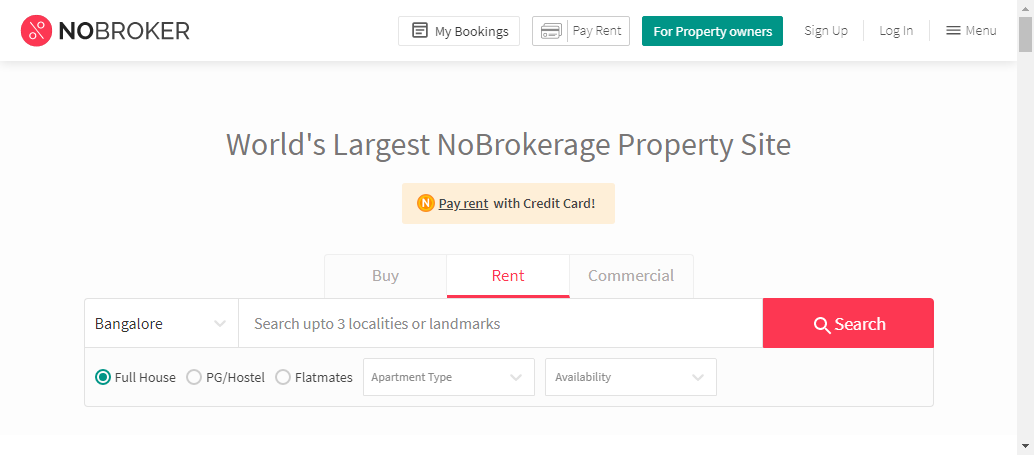 NOBROKER
My Bookings
Pay Rent
For Property owners
Sign Up
Log In
Menu
World's Largest NoBrokerage Property Site
N Pay rent with Credit Card!
Buy
Rent
Commercial
Bangalore
Search upto 3 localities or landmarks
Search
Full House
PG/Hostel
Flatmates
Apartment Type
Availability